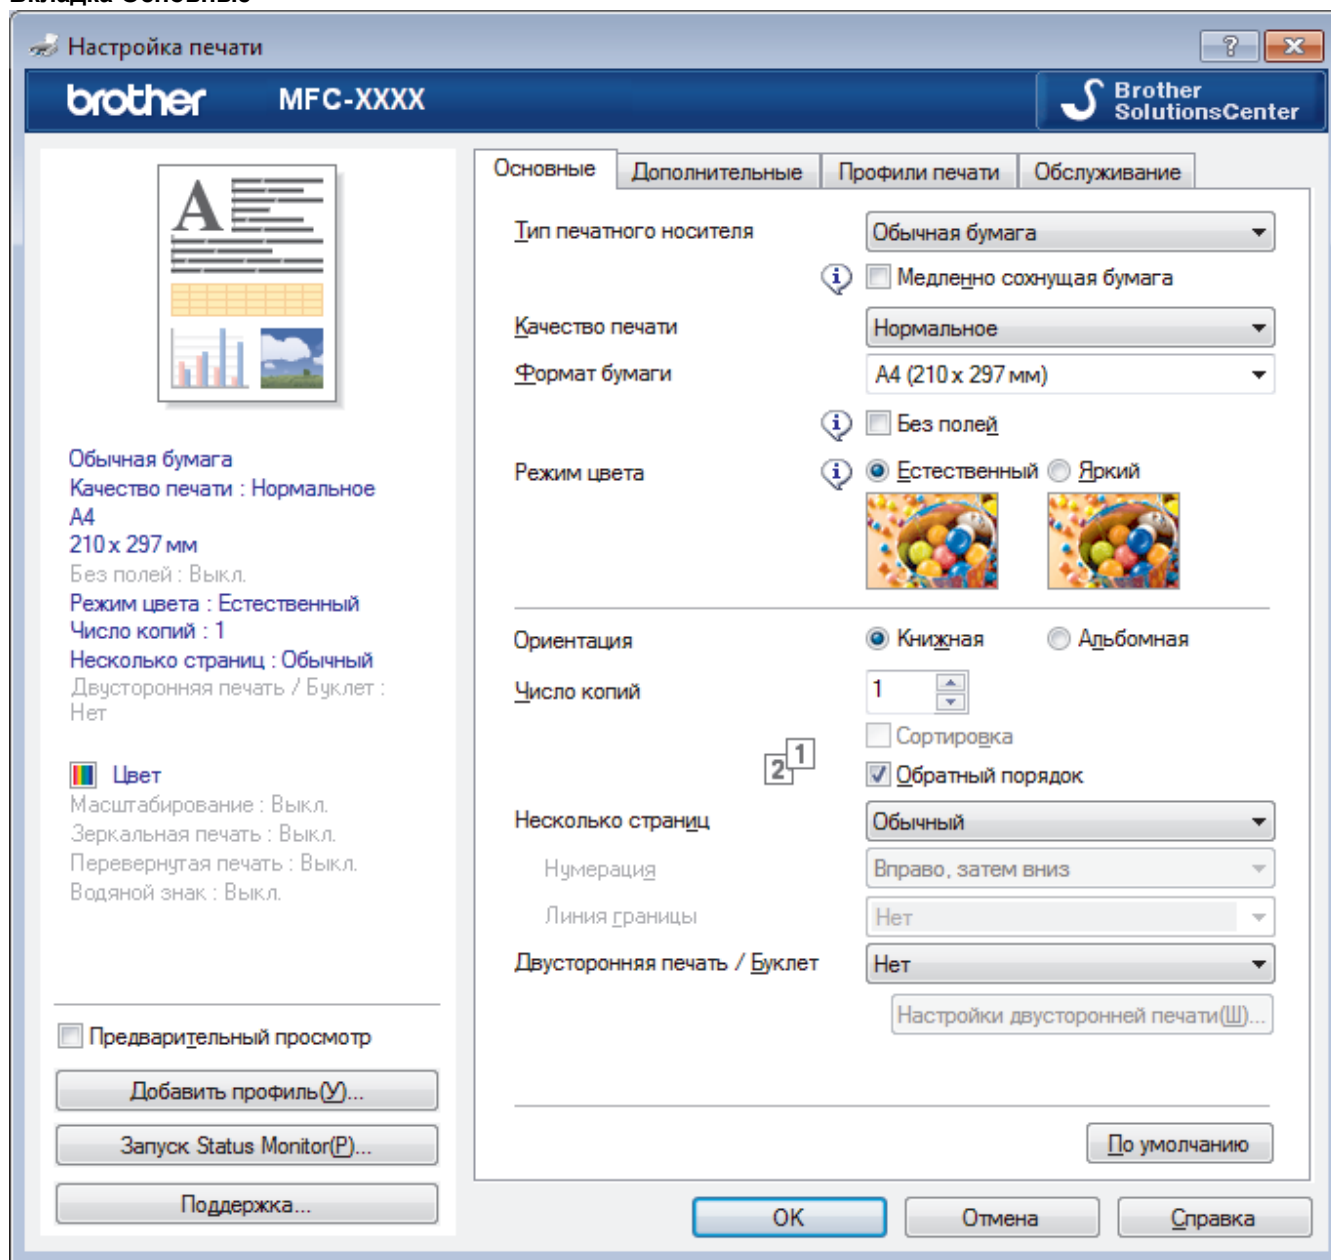 Вкладка Основные
Настройка печати
brother MFC-XXXX
Brother
SolutionsCenter
A
Обычная бумага
Качество печати : Нормальное
A4
210 x 297 мм
Без полей : Выкл.
Режим цвета : Естественный
Число копий : 1
Несколько страниц : Обычный
Двусторонняя печать / Буклет :
Нет
Цвет
Масштабирование : Выкл.
Зеркальная печать : Выкл.
Перевернутая печать : Выкл.
Водяной знак : Выкл.
Предварительный просмотр
Добавить профиль(У)...
Запуск Status Monitor(Р)...
Поддержка...
Основные Дополнительные Профили печати Обслуживание
Тип печатного носителя Обычная бумага
Медленно сохнущая бумага
Качество печати Нормальное
Формат бумаги A4 (210 x 297 мм)
Без полей
Режим цвета Естественный Яркий
Ориентация Книжная Альбомная
Число копий 1
Сортировка
2 1 Обратный порядок
Несколько страниц Обычный
Нумерация Вправо, затем вниз
Линия границы Нет
Двусторонняя печать / Буклет Нет
Настройки двусторонней печати(Ш)...
По умолчанию
OK Отмена Справка